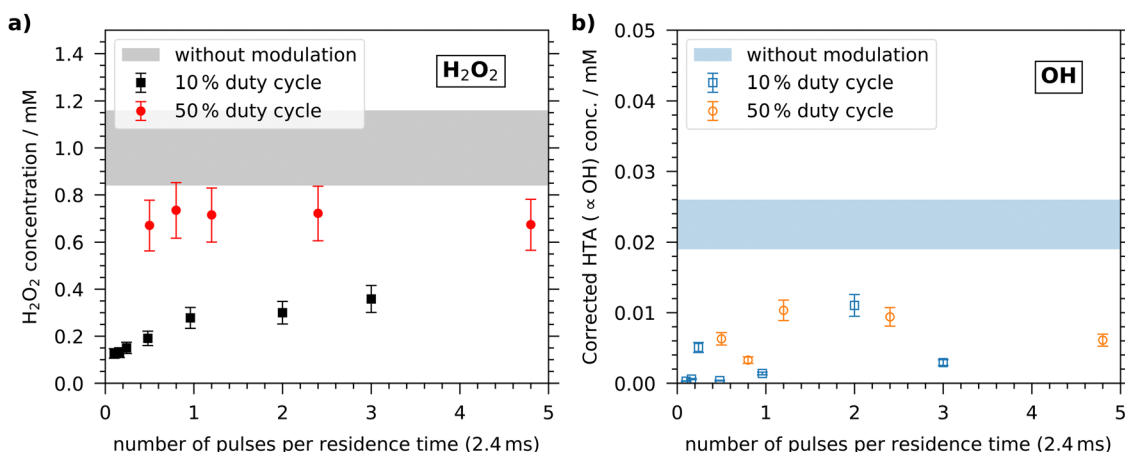 a)
H₂O₂ concentration / mM
1.4
1.2
1.0
0.8
0.6
0.4
0.2
0.0
without modulation
10 % duty cycle
50 % duty cycle
H₂O₂
0 1 2 3 4 5
number of pulses per residence time (2.4 ms)
b)
Corrected HTA ( ∝ OH) conc. / mM
0.05
0.04
0.03
0.02
0.01
0.00
without modulation
10 % duty cycle
50 % duty cycle
OH
0 1 2 3 4 5
number of pulses per residence time (2.4 ms)